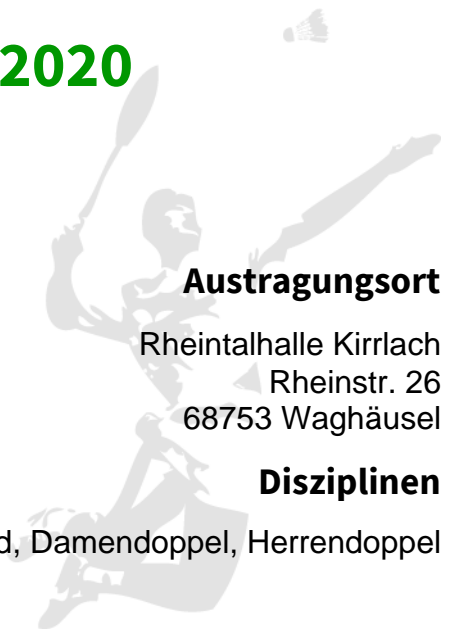 2020
Austragungsort
Rheintalhalle Kirrlach
Rheinstr. 26
68753 Waghäusel
Disziplinen
d, Damendoppel, Herrendoppel